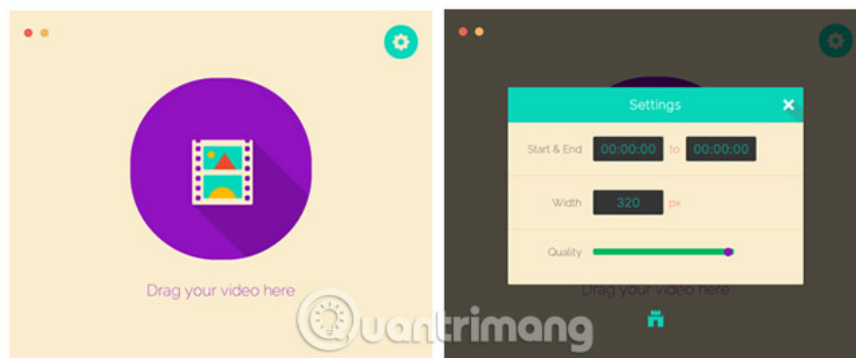 Drag your video here
Settings
Start & End 00:00:00 to 00:00:00
Width 320 px
Quality
Drag your video here
Quantrimang